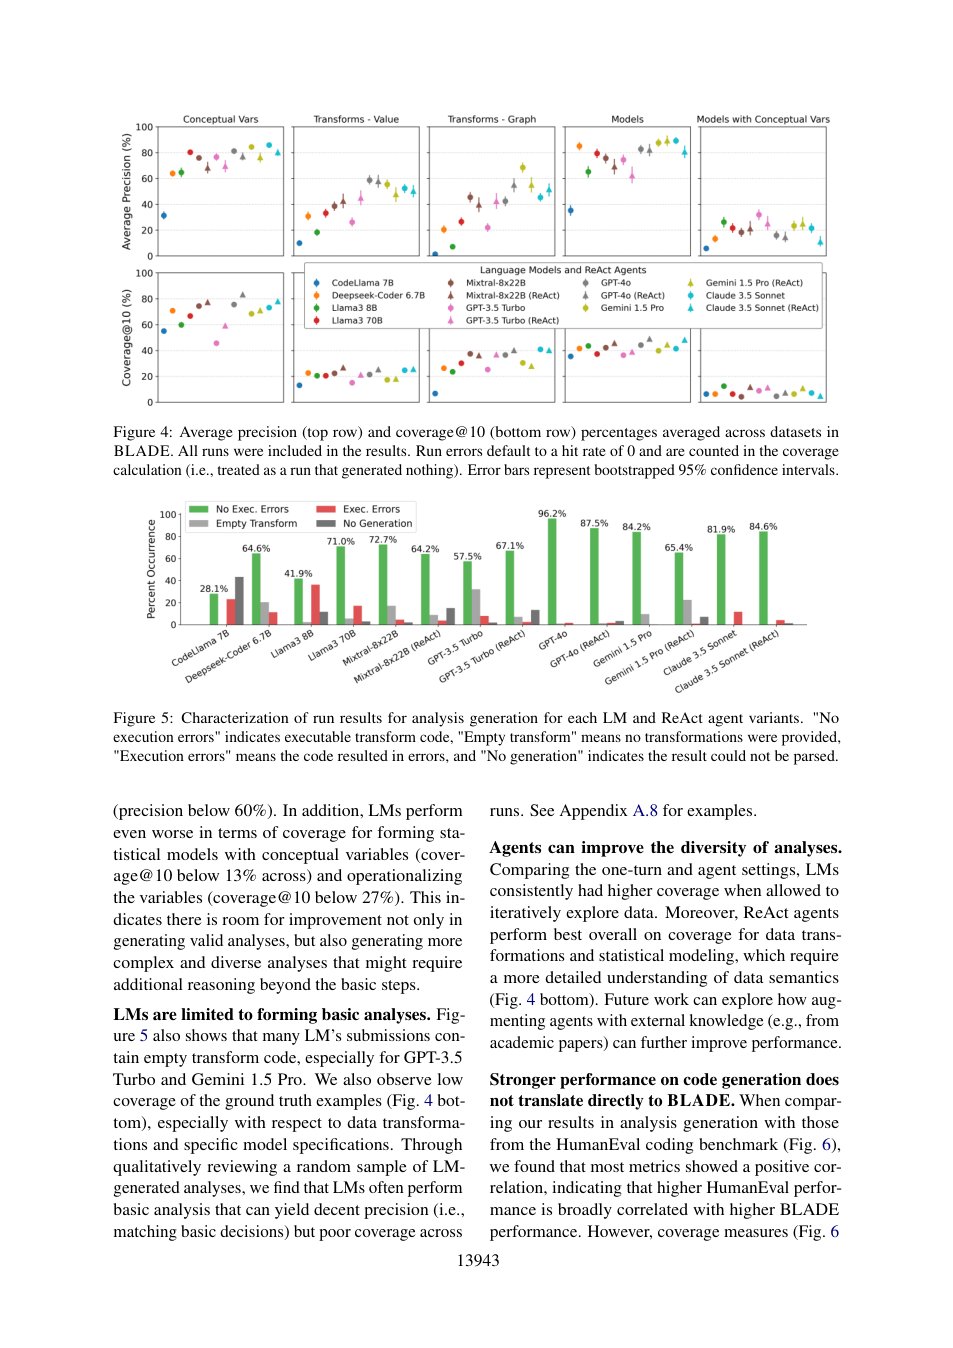 Conceptual Vars
Transforms - Value
Transforms - Graph
Models
Models with Conceptual Vars
Average Precision (%)
100
80
60
40
20
0
Coverage@10 (%)
100
80
60
40
20
0
Language Models and ReAct Agents
CodeLlama 7B
Deepseek-Coder 6.7B
Llama3 8B
Llama3 70B
Mixtral-8x22B
Mixtral-8x22B (ReAct)
GPT-3.5 Turbo
GPT-3.5 Turbo (ReAct)
GPT-4o
GPT-4o (ReAct)
Gemini 1.5 Pro
Gemini 1.5 Pro (ReAct)
Claude 3.5 Sonnet
Claude 3.5 Sonnet (ReAct)
Figure 4: Average precision (top row) and coverage@10 (bottom row) percentages averaged across datasets in
BLADE. All runs were included in the results. Run errors default to a hit rate of 0 and are counted in the coverage
calculation (i.e., treated as a run that generated nothing). Error bars represent bootstrapped 95% confidence intervals.
Percent Occurrence
100
80
60
40
20
0
No Exec. Errors
Empty Transform
Exec. Errors
No Generation
28.1%
64.6%
41.9%
71.0%
72.7%
64.2%
57.5%
67.1%
96.2%
87.5%
84.2%
65.4%
81.9%
84.6%
CodeLlama 7B
Deepseek-Coder 6.7B
Llama3 8B
Llama3 70B
Mixtral-8x22B
Mixtral-8x22B (ReAct)
GPT-3.5 Turbo
GPT-3.5 Turbo (ReAct)
GPT-4o
GPT-4o (ReAct)
Gemini 1.5 Pro
Gemini 1.5 Pro (ReAct)
Claude 3.5 Sonnet
Claude 3.5 Sonnet (ReAct)
Figure 5: Characterization of run results for analysis generation for each LM and ReAct agent variants. "No
execution errors" indicates executable transform code, "Empty transform" means no transformations were provided,
"Execution errors" means the code resulted in errors, and "No generation" indicates the result could not be parsed.
(precision below 60%). In addition, LMs perform
even worse in terms of coverage for forming sta-
tistical models with conceptual variables (cover-
age@10 below 13% across) and operationalizing
the variables (coverage@10 below 27%). This in-
dicates there is room for improvement not only in
generating valid analyses, but also generating more
complex and diverse analyses that might require
additional reasoning beyond the basic steps.
LMs are limited to forming basic analyses. Fig-
ure 5 also shows that many LM's submissions con-
tain empty transform code, especially for GPT-3.5
Turbo and Gemini 1.5 Pro. We also observe low
coverage of the ground truth examples (Fig. 4 bot-
tom), especially with respect to data transforma-
tions and specific model specifications. Through
qualitatively reviewing a random sample of LM-
generated analyses, we find that LMs often perform
basic analysis that can yield decent precision (i.e.,
matching basic decisions) but poor coverage across
runs. See Appendix A.8 for examples.
Agents can improve the diversity of analyses.
Comparing the one-turn and agent settings, LMs
consistently had higher coverage when allowed to
iteratively explore data. Moreover, ReAct agents
perform best overall on coverage for data trans-
formations and statistical modeling, which require
a more detailed understanding of data semantics
(Fig. 4 bottom). Future work can explore how aug-
menting agents with external knowledge (e.g., from
academic papers) can further improve performance.
Stronger performance on code generation does
not translate directly to BLADE. When compar-
ing our results in analysis generation with those
from the HumanEval coding benchmark (Fig. 6),
we found that most metrics showed a positive cor-
relation, indicating that higher HumanEval perfor-
mance is broadly correlated with higher BLADE
performance. However, coverage measures (Fig. 6
13943